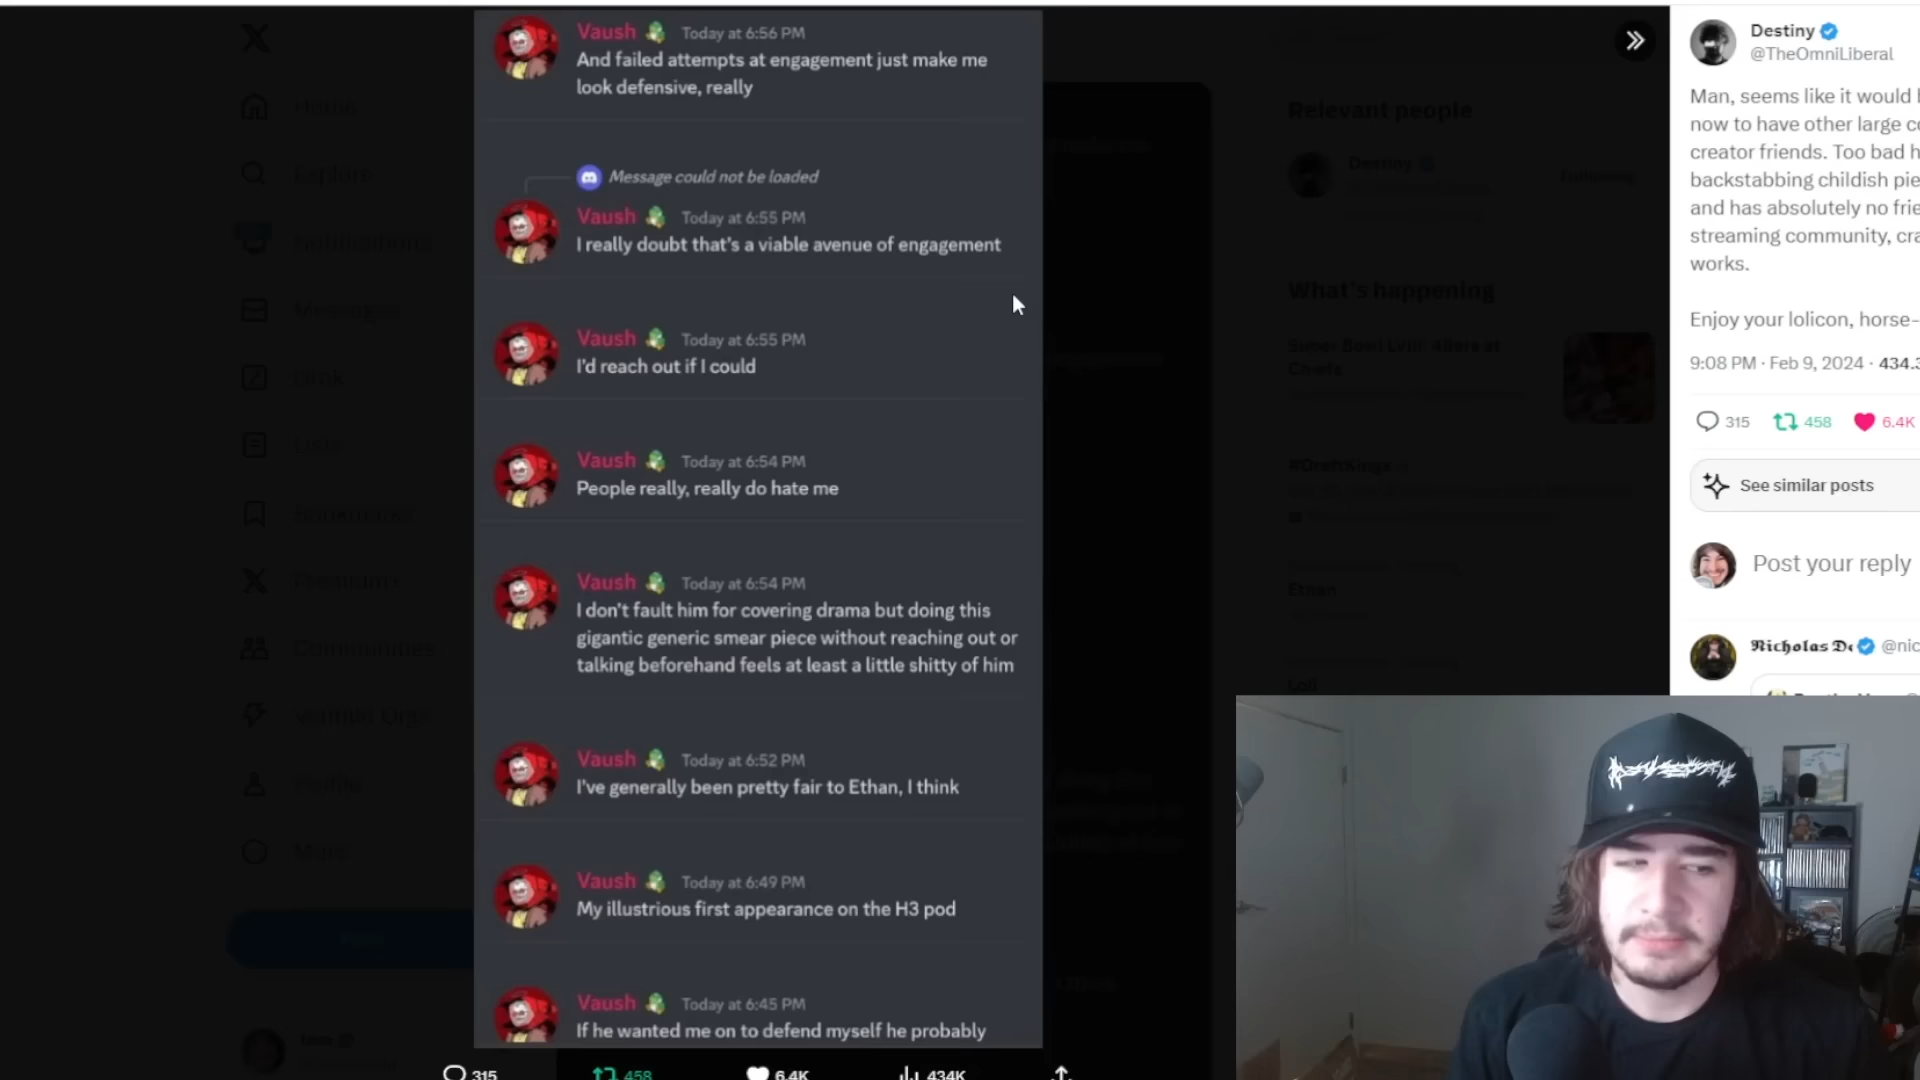 Vaush Today at 6:56 PM
And failed attempts at engagement just make me
look defensive, really
Message could not be loaded
Vaush Today at 6:55 PM
I really doubt that's a viable avenue of engagement
Vaush Today at 6:55 PM
I'd reach out if I could
Vaush Today at 6:54 PM
People really, really do hate me
Vaush Today at 6:54 PM
I don't fault him for covering drama but doing this
gigantic generic smear piece without reaching out or
talking beforehand feels at least a little shitty of him
Vaush Today at 6:52 PM
I've generally been pretty fair to Ethan, I think
Vaush Today at 6:49 PM
My illustrious first appearance on the H3 pod
Vaush Today at 6:45 PM
If he wanted me on to defend myself he probably
315 458 6.4K 434K
Home
Explore
Notifications
Messages
Lists
Bookmarks
Communities
Premium
Verified Orgs
Profile
More
Post
Relevant people
Destiny
What's happening
Super Bowl LVIII: 49ers at
Chiefs
#DraftKings
Ethan
Destiny
@TheOmniLiberal
Man, seems like it would
now to have other large
creator friends. Too bad
backstabbing childish
and has absolutely no
streaming community,
works.
Enjoy your lolicon, horse-
9:08 PM · Feb 9, 2024 · 434.3
315 458 6.4K
See similar posts
Post your reply
Nicholas De @nic